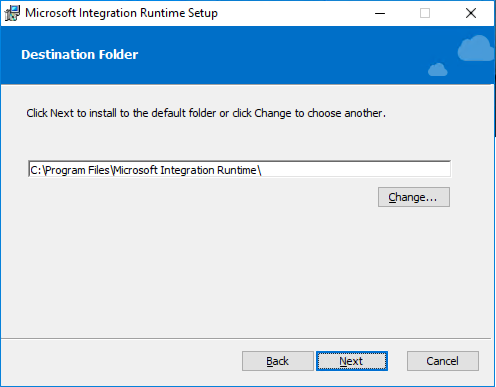 Microsoft Integration Runtime Setup
Destination Folder
Click Next to install to the default folder or click Change to choose another.
C:\Program Files\Microsoft Integration Runtime\
Change...
Back Next Cancel